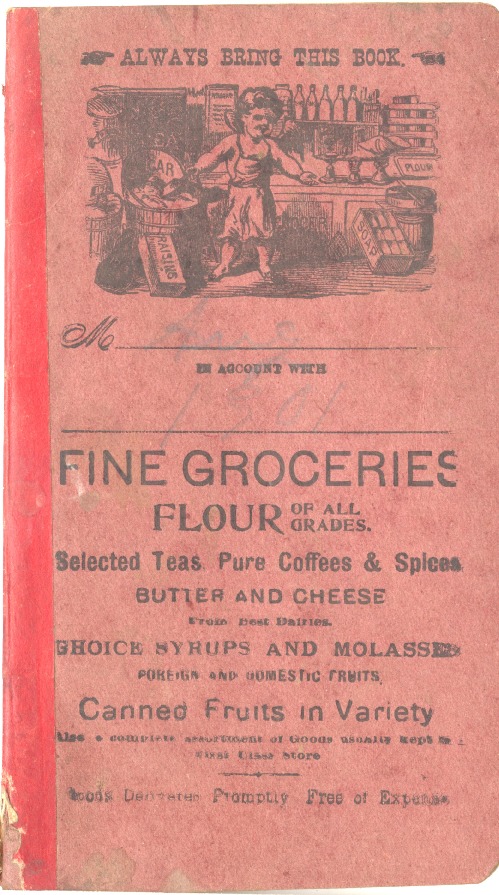 ALWAYS BRING THIS BOOK.
TEA
SUGAR
RAISINS
SOAP
FLOUR
M
IN ACCOUNT WITH
FINE GROCERIES
FLOUR OF ALL GRADES.
Selected Teas, Pure Coffees & Spices
BUTTER AND CHEESE
From Best Dairies.
CHOICE SYRUPS AND MOLASSES
FOREIGN AND DOMESTIC FRUITS,
Canned Fruits in Variety
Also a complete assortment of Goods usually kept in a
First Class Store
Goods Delivered Promptly Free of Expense